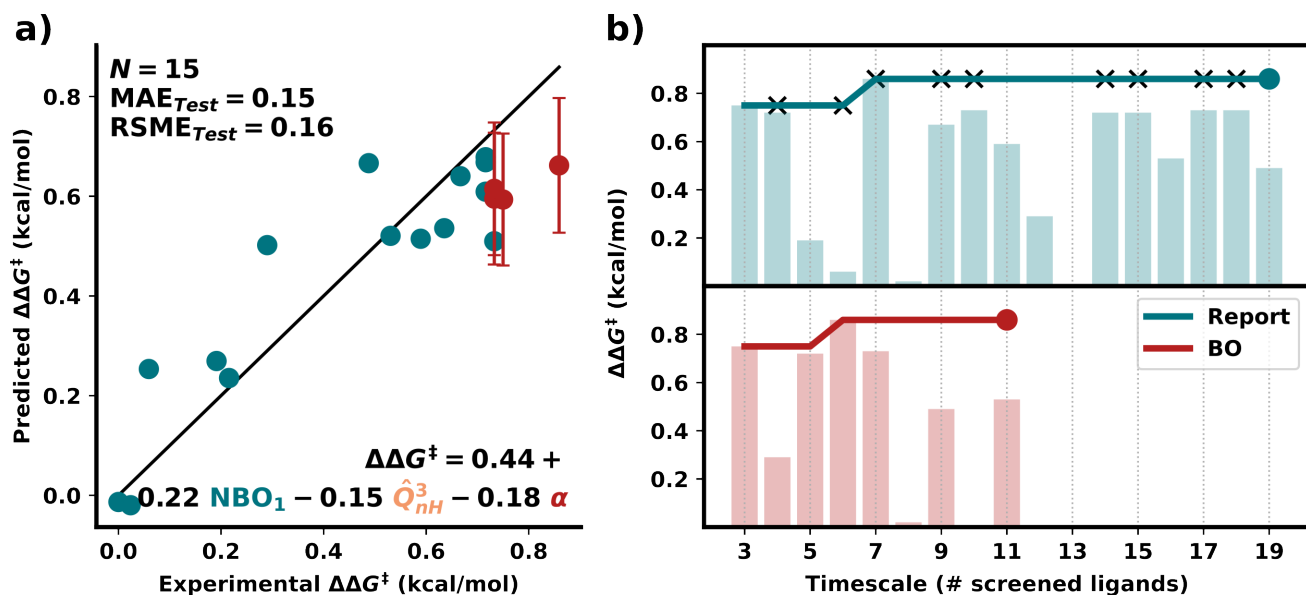 a)
N = 15
MAE_Test = 0.15
RSME_Test = 0.16
ΔΔG‡ = 0.44 +
0.22 NBO₁ − 0.15 Q̂³_nH − 0.18 α
Predicted ΔΔG‡ (kcal/mol)
0.8
0.6
0.4
0.2
0.0
0.0 0.2 0.4 0.6 0.8
Experimental ΔΔG‡ (kcal/mol)
b)
ΔΔG‡ (kcal/mol)
0.8
0.6
0.4
0.2
0.8
0.6
0.4
0.2
Report
BO
3 5 7 9 11 13 15 17 19
Timescale (# screened ligands)